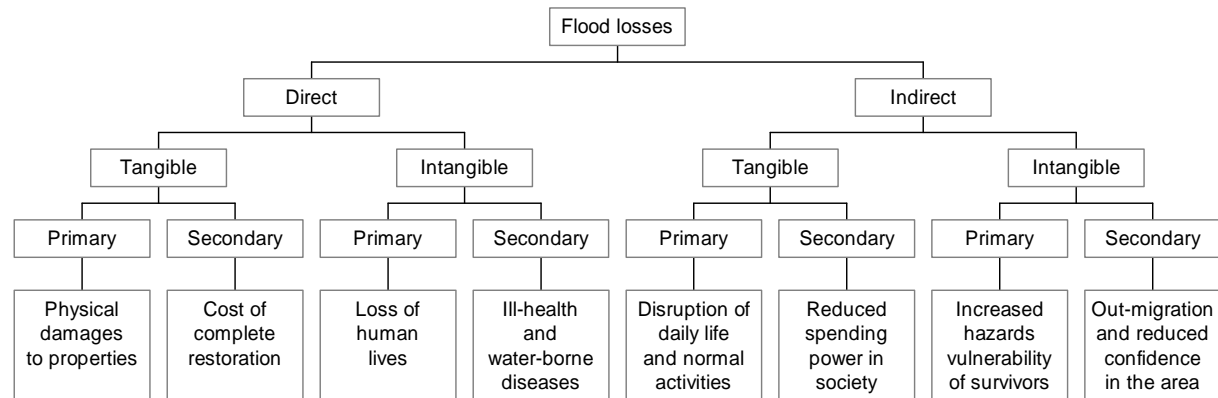 Flood losses
Direct
Indirect
Tangible
Intangible
Tangible
Intangible
Primary
Secondary
Primary
Secondary
Primary
Secondary
Primary
Secondary
Physical
damages
to properties
Cost of
complete
restoration
Loss of
human
lives
Ill-health
and
water-borne
diseases
Disruption of
daily life
and normal
activities
Reduced
spending
power in
society
Increased
hazards
vulnerability
of survivors
Out-migration
and reduced
confidence
in the area